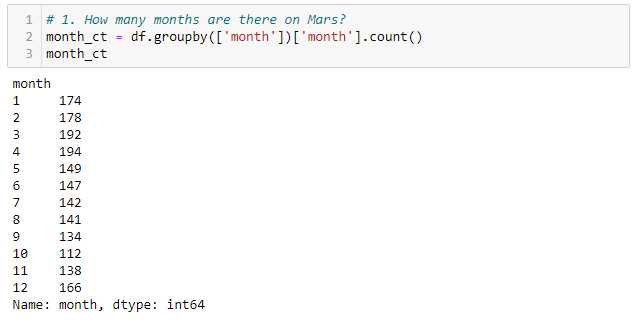 1 # 1. How many months are there on Mars?
2 month_ct = df.groupby(['month'])['month'].count()
3 month_ct
month
1 174
2 178
3 192
4 194
5 149
6 147
7 142
8 141
9 134
10 112
11 138
12 166
Name: month, dtype: int64